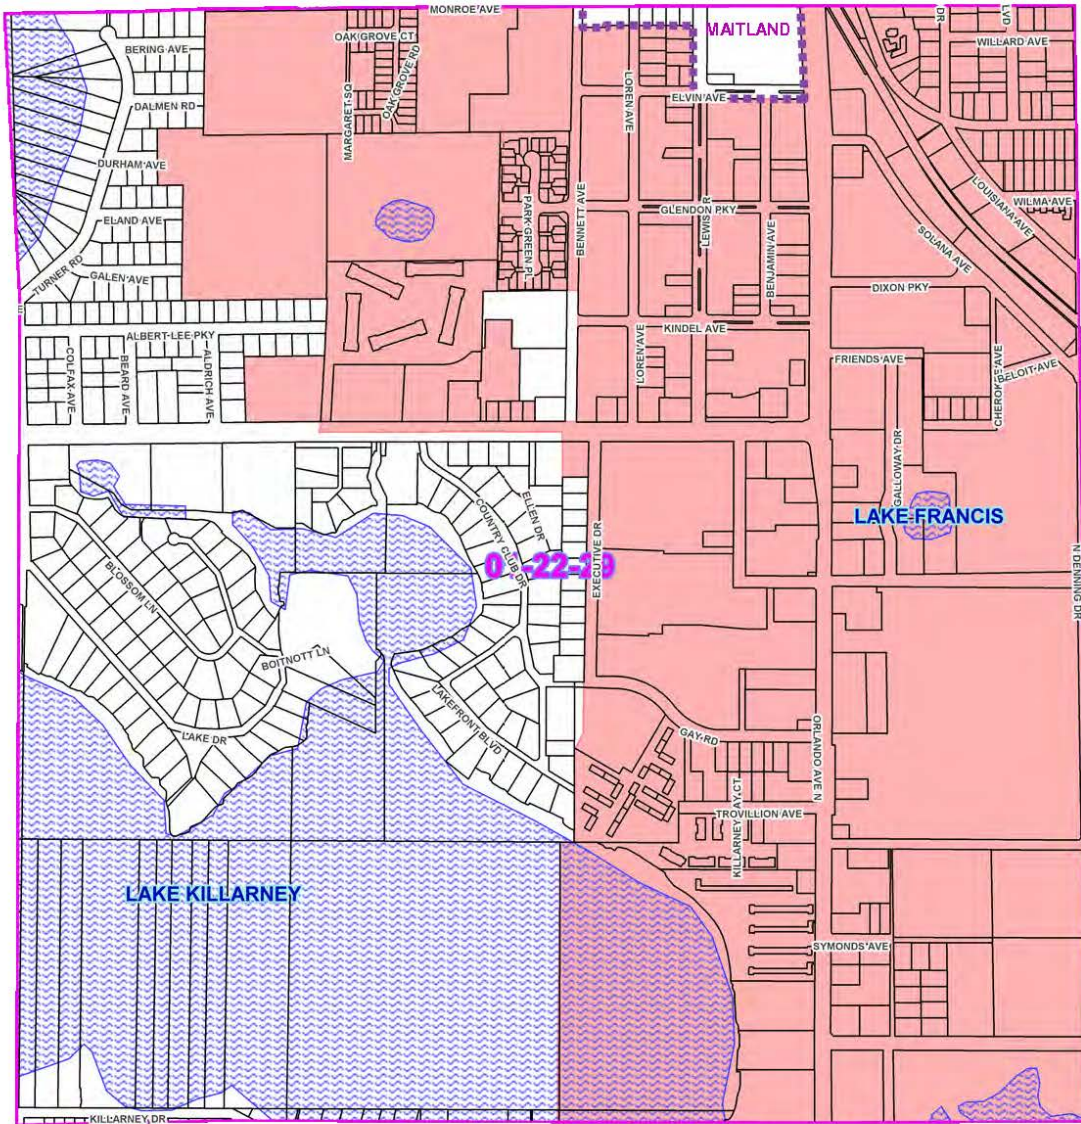 MONROE AVE
MAITLAND
DR
LVD
BERING AVE
OAK GROVE CT
OAK GROVE RD
WILLARD AVE
LOREN AVE
MARGARET SQ
ELVIN AVE
DALMEN RD
DURHAM AVE
LOUISIANA AVE
WILMA AVE
BENNETT AVE
PARK GREEN PL
GLENDON PKY
LEWIS
R
ELAND AVE
BENJAMIN AVE
SOLANA AVE
TURNER RD
GALEN AVE
DIXON PKY
E
ALBERT LEE PKY
KINDEL AVE
COLFAX AVE
BEARD AVE
ALDRICH AVE
LOREN AVE
FRIENDS AVE
BELOIT AVE
GALLOWAY DR
ELLEN DR
COUNTRY CLUB DR
LAKE FRANCIS
-22-29
EXECUTIVE DR
N DENNING DR
BLOSSOM LN
BOITNOTT LN
LAKEFRONT BLVD
LAKE DR
GAY RD
ORLANDO AVE N
TROVILLION AVE
KILLARNEY
AY CT
LAKE KILLARNEY
SYMONDS AVE
KILLARNEY DR